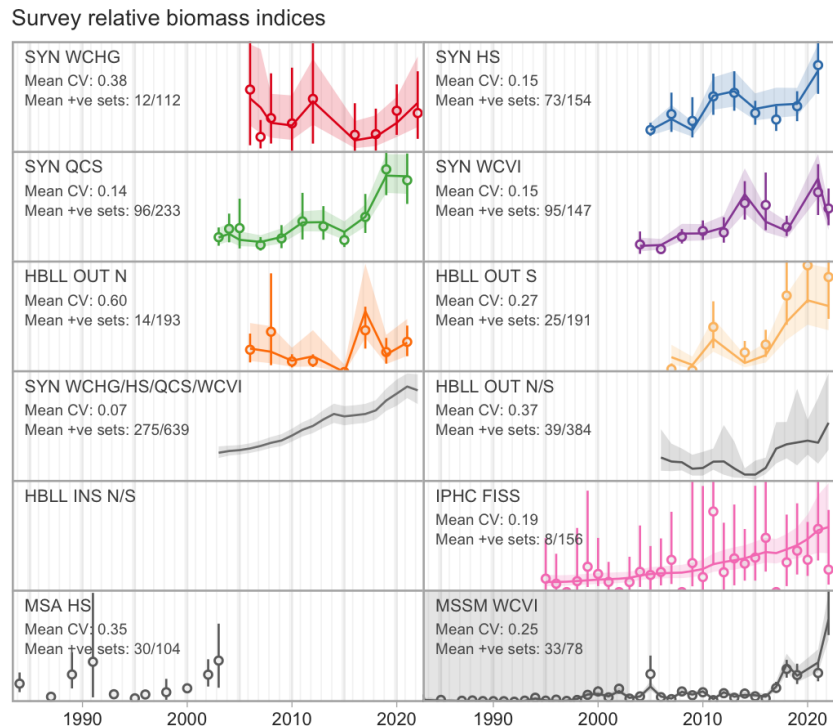 Survey relative biomass indices
SYN WCHG
Mean CV: 0.38
Mean +ve sets: 12/112
SYN HS
Mean CV: 0.15
Mean +ve sets: 73/154
SYN QCS
Mean CV: 0.14
Mean +ve sets: 96/233
SYN WCVI
Mean CV: 0.15
Mean +ve sets: 95/147
HBLL OUT N
Mean CV: 0.60
Mean +ve sets: 14/193
HBLL OUT S
Mean CV: 0.27
Mean +ve sets: 25/191
SYN WCHG/HS/QCS/WCVI
Mean CV: 0.07
Mean +ve sets: 275/639
HBLL OUT N/S
Mean CV: 0.37
Mean +ve sets: 39/384
HBLL INS N/S
IPHC FISS
Mean CV: 0.19
Mean +ve sets: 8/156
MSA HS
Mean CV: 0.35
Mean +ve sets: 30/104
MSSM WCVI
Mean CV: 0.25
Mean +ve sets: 33/78
1990 2000 2010 2020 1990 2000 2010 2020